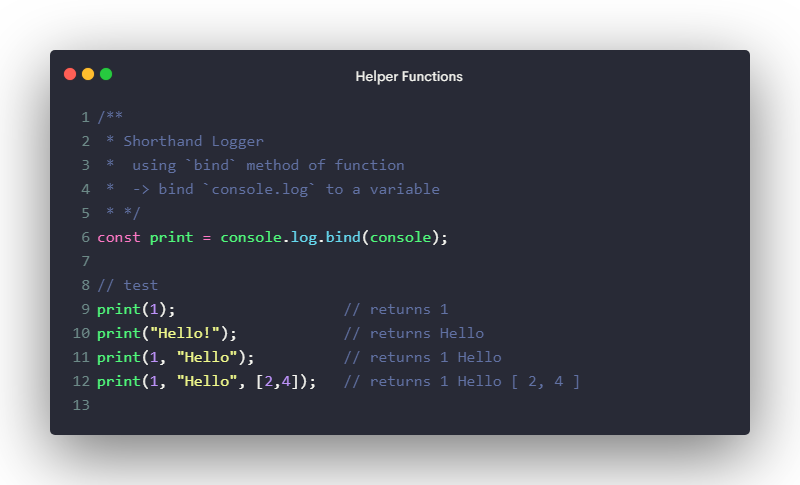 Helper Functions
1 /**
2  * Shorthand Logger
3  *  using `bind` method of function
4  *  -> bind `console.log` to a variable
5  * */
6 const print = console.log.bind(console);
7
8 // test
9 print(1);                   // returns 1
10 print("Hello!");            // returns Hello
11 print(1, "Hello");          // returns 1 Hello
12 print(1, "Hello", [2,4]);   // returns 1 Hello [ 2, 4 ]
13